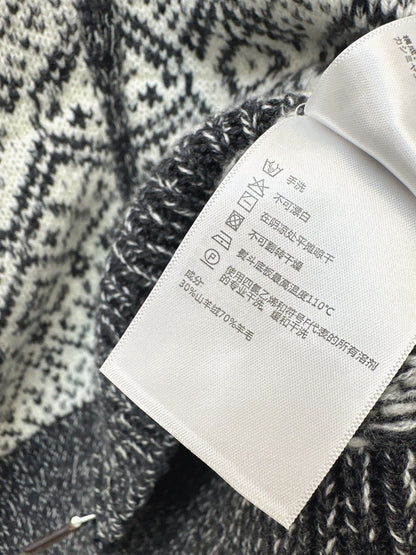 手洗
不可漂白
在阴凉处平摊晾干
不可翻转干燥
熨斗底板最高温度110℃
使用四氯乙烯和符号F代表的所有溶剂
的专业干洗 缓和干洗
成分:
30%山羊绒70%羊毛